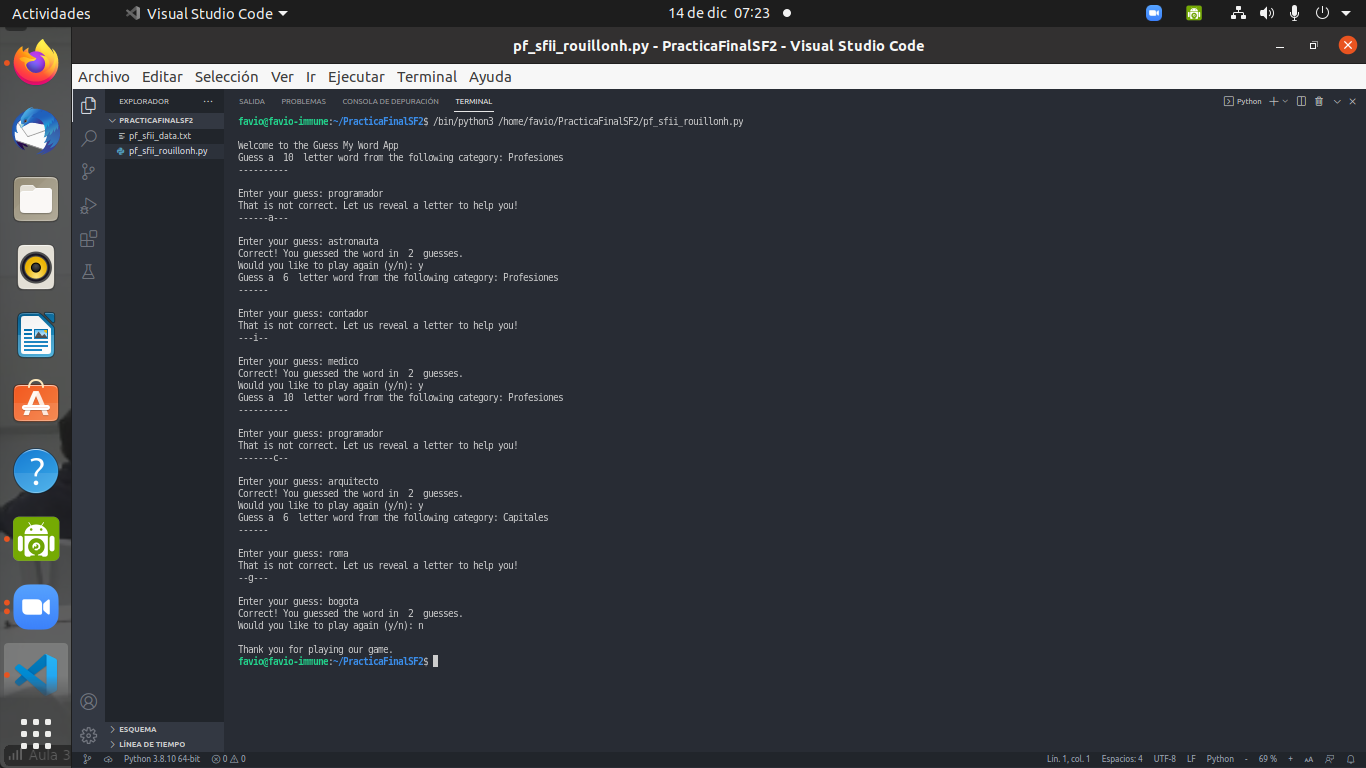 Actividades
Visual Studio Code
14 de dic 07:23
pf_sfii_rouillonh.py - PracticaFinalSF2 - Visual Studio Code
Archivo Editar Selección Ver Ir Ejecutar Terminal Ayuda
EXPLORADOR
PRACTICAFINALSF2
pf_sfii_data.txt
pf_sfii_rouillonh.py
ESQUEMA
LÍNEA DE TIEMPO
SALIDA PROBLEMAS CONSOLA DE DEPURACIÓN TERMINAL
Python
favio@favio-immune:~/PracticaFinalSF2$ /bin/python3 /home/favio/PracticaFinalSF2/pf_sfii_rouillonh.py
Welcome to the Guess My Word App
Guess a  10  letter word from the following category: Profesiones
----------
Enter your guess: programador
That is not correct. Let us reveal a letter to help you!
------a---
Enter your guess: astronauta
Correct! You guessed the word in  2  guesses.
Would you like to play again (y/n): y
Guess a  6  letter word from the following category: Profesiones
------
Enter your guess: contador
That is not correct. Let us reveal a letter to help you!
---i--
Enter your guess: medico
Correct! You guessed the word in  2  guesses.
Would you like to play again (y/n): y
Guess a  10  letter word from the following category: Profesiones
----------
Enter your guess: programador
That is not correct. Let us reveal a letter to help you!
-------c--
Enter your guess: arquitecto
Correct! You guessed the word in  2  guesses.
Would you like to play again (y/n): y
Guess a  6  letter word from the following category: Capitales
------
Enter your guess: roma
That is not correct. Let us reveal a letter to help you!
--g---
Enter your guess: bogota
Correct! You guessed the word in  2  guesses.
Would you like to play again (y/n): n
Thank you for playing our game.
favio@favio-immune:~/PracticaFinalSF2$
Aula 3
Python 3.8.10 64-bit 0 0
Lín. 1, col. 1 Espacios: 4 UTF-8 LF Python - 69 % +